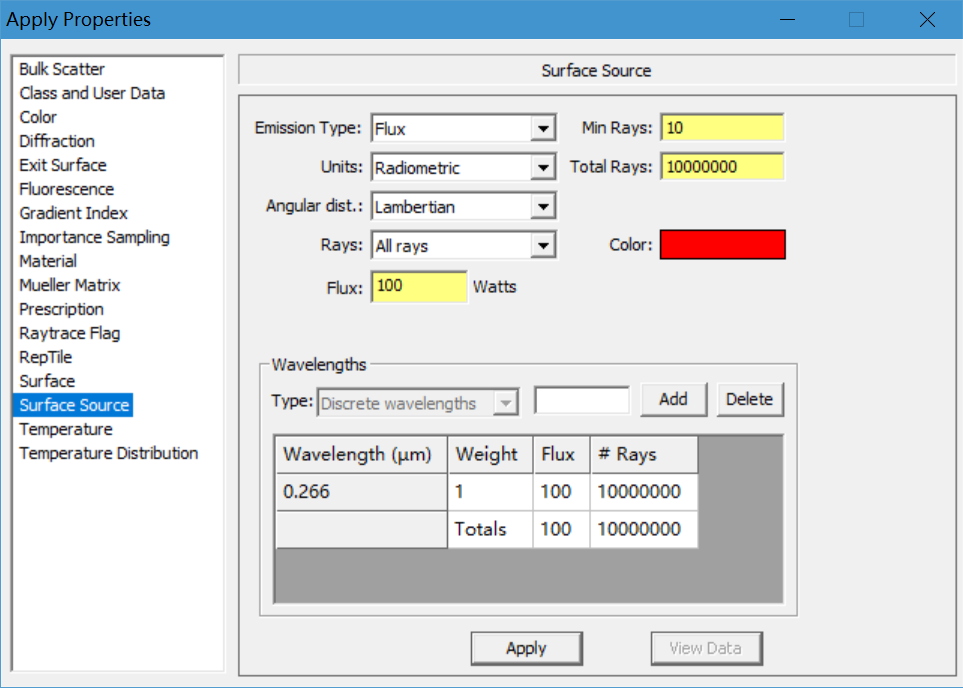 Apply Properties
Bulk Scatter
Class and User Data
Color
Diffraction
Exit Surface
Fluorescence
Gradient Index
Importance Sampling
Material
Mueller Matrix
Prescription
Raytrace Flag
RepTile
Surface
Surface Source
Temperature
Temperature Distribution
Surface Source
Emission Type: Flux Min Rays: 10
Units: Radiometric Total Rays: 10000000
Angular dist.: Lambertian
Rays: All rays Color:
Flux: 100 Watts
Wavelengths
Type: Discrete wavelengths Add Delete
Wavelength (μm) Weight Flux # Rays
0.266 1 100 10000000
Totals 100 10000000
Apply View Data